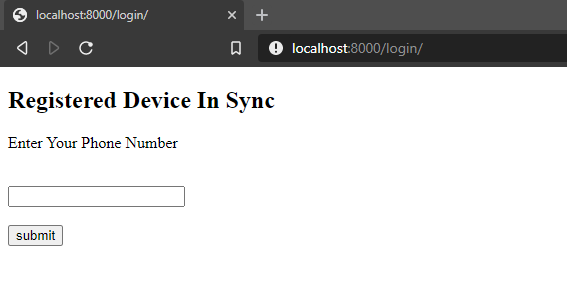 localhost:8000/login/
localhost:8000/login/
Registered Device In Sync
Enter Your Phone Number
submit